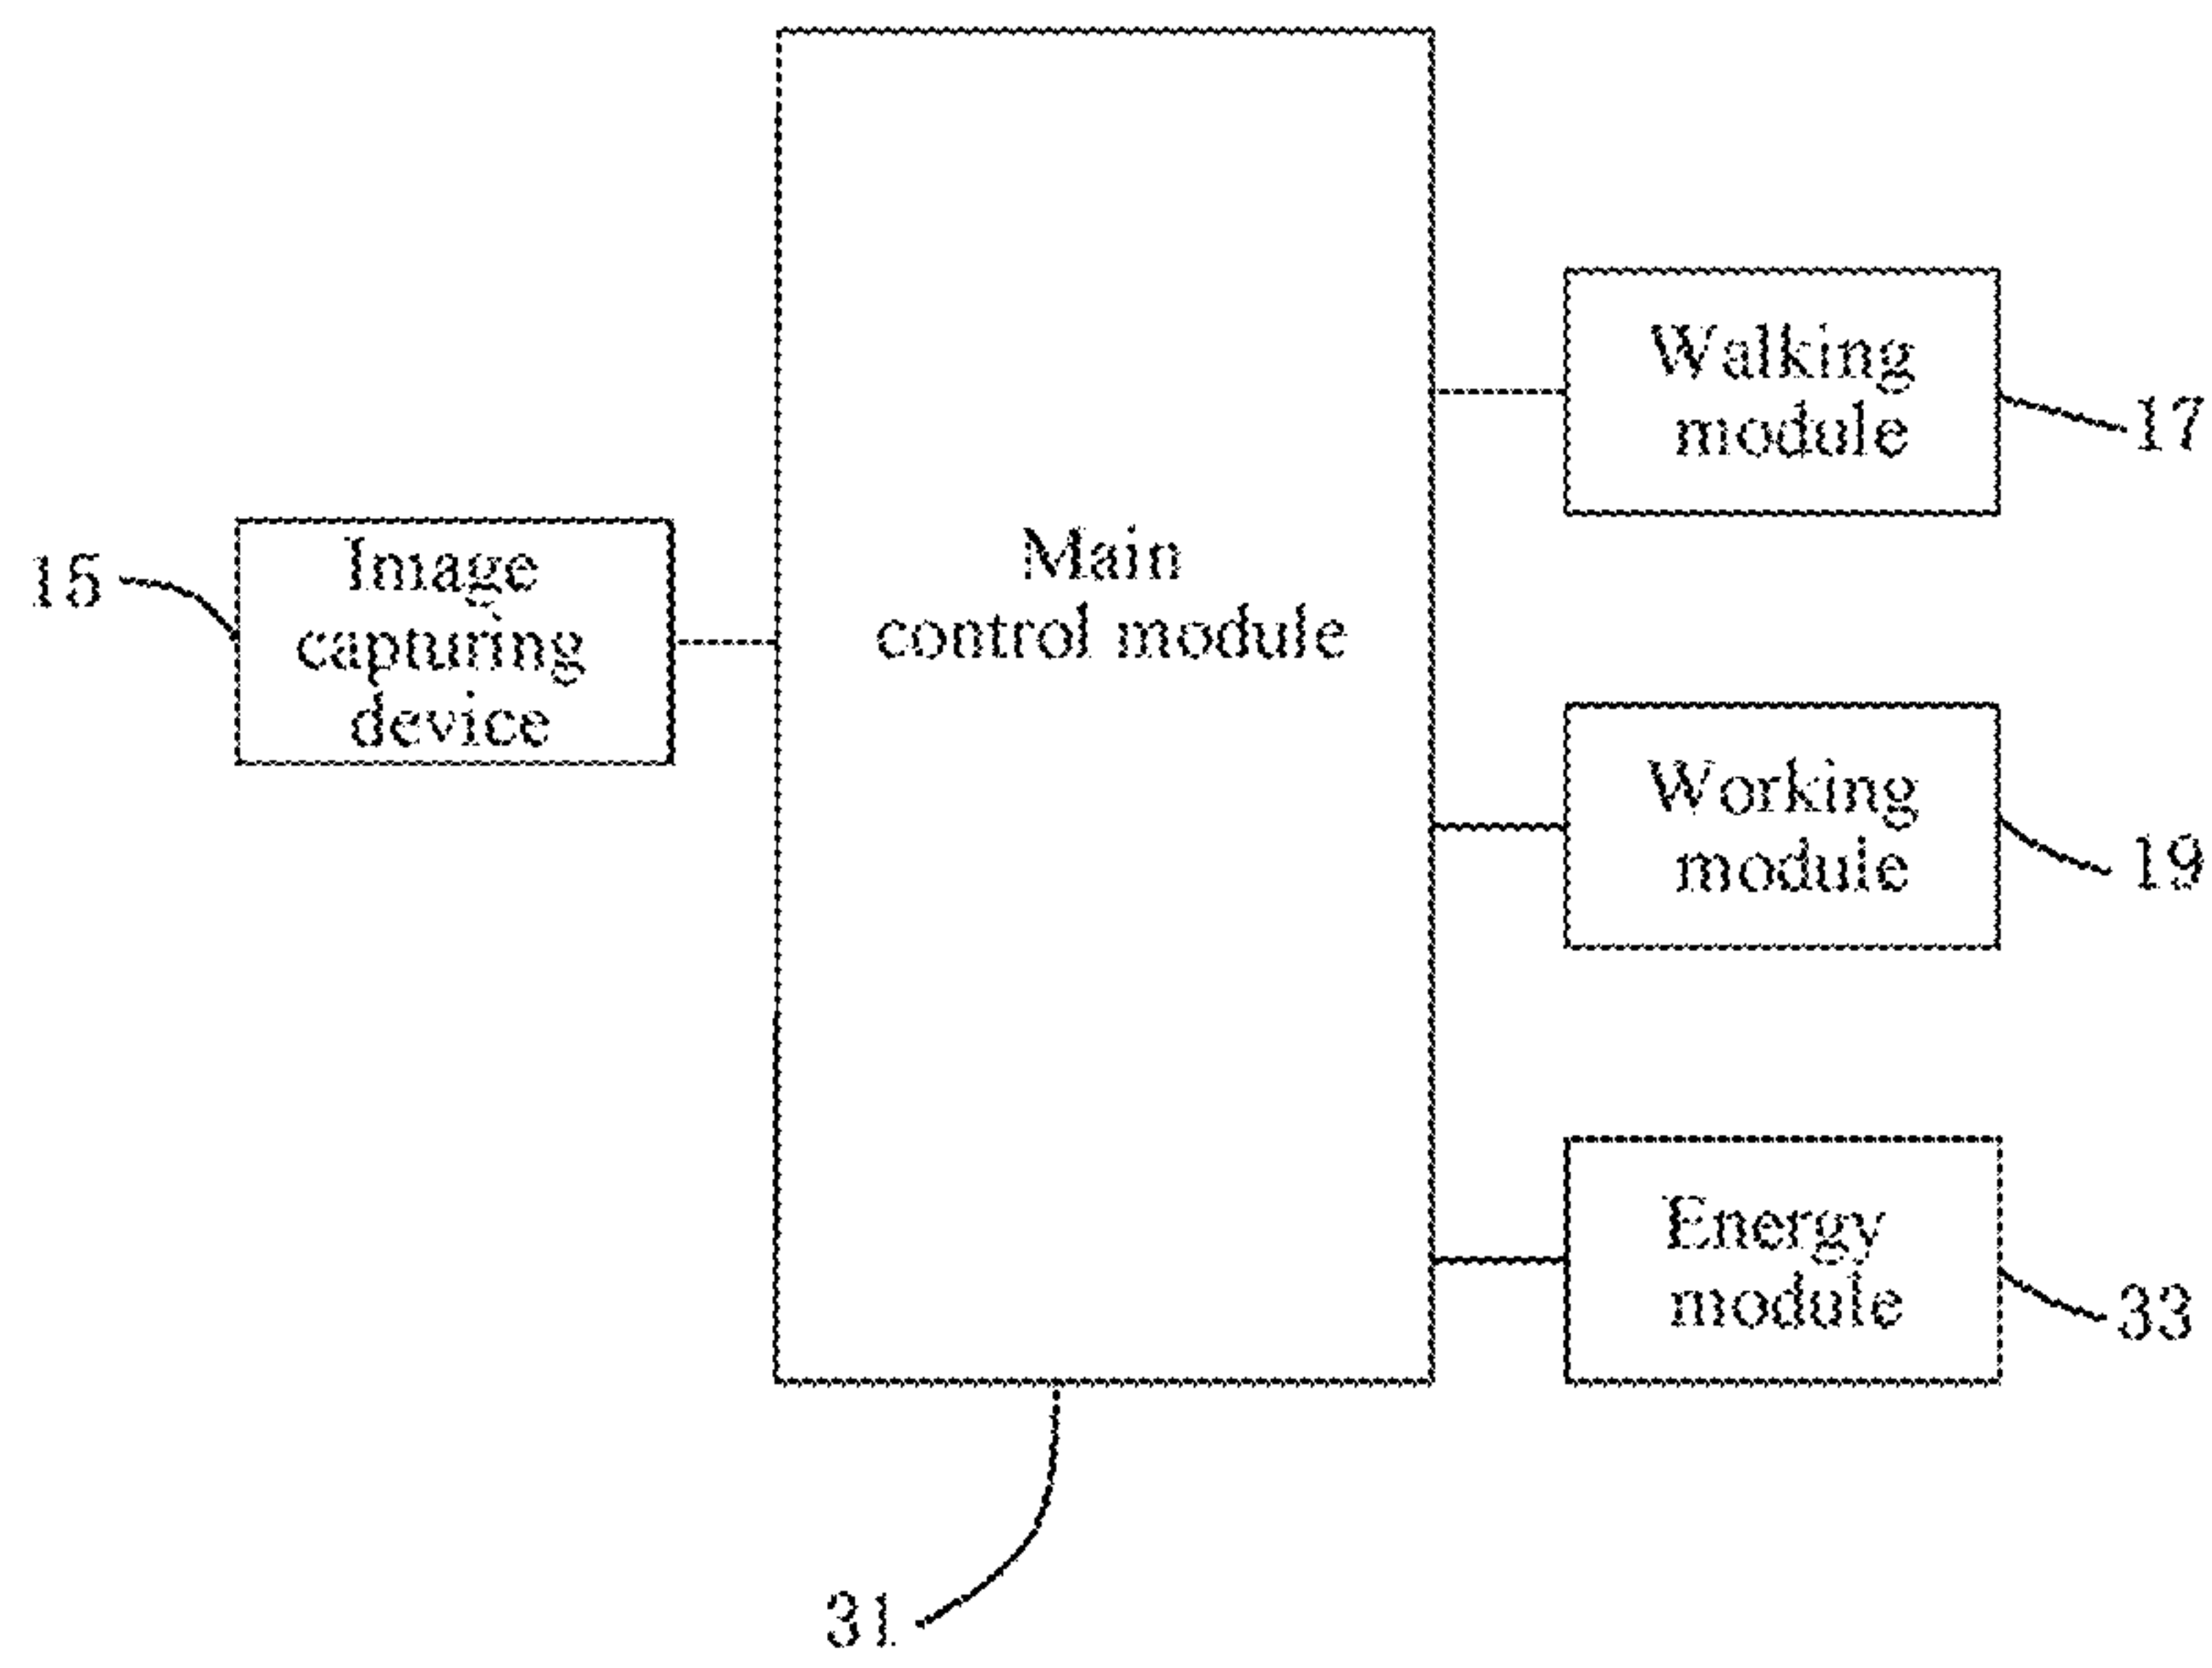 Main
control module
Image
capturing
device
15
Walking
module
17
Working
module
19
Energy
module
33
31